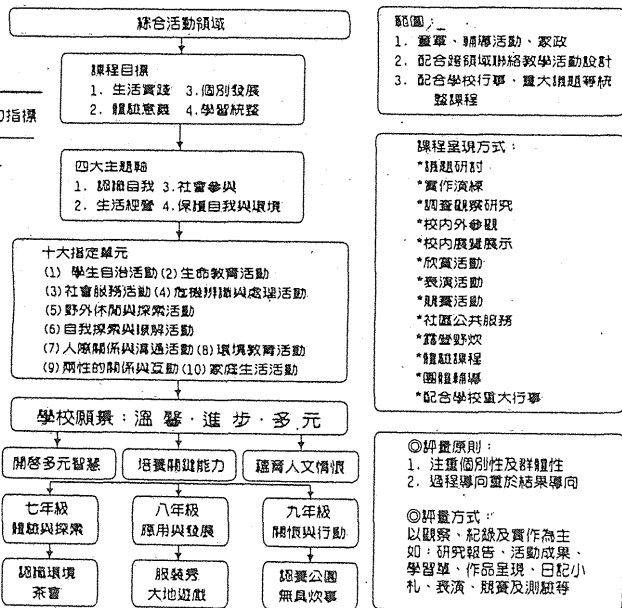 綜合活動領域
課程目標
1. 生活實踐 3.個別發展
2. 體驗意義 4.學習統整
力指標
四大主題軸
1. 認識自我 3.社會參與
2. 生活經營 4.保護自我與環境
十大指定單元
(1) 學生自治活動(2)生命教育活動
(3)社會服務活動(4)危機辨識與處理活動
(5)野外休閒與探索活動
(6)自我探索與瞭解活動
(7)人際關係與溝通活動(8)環境教育活動
(9)兩性的關係與互動(10)家庭生活活動
學校願景:溫馨·進步·多元
開啓多元智慧
培養關鍵能力
蘊育人文情懷
七年級
體驗與探索
八年級
應用與發展
九年級
關懷與行動
認識環境
茶會
服裝秀
大地遊戲
認養公園
無具炊事
範圍:
1. 童軍、輔導活動、家政
2. 配合跨領域聯絡教學活動設計
3. 配合學校行事、重大議題等統
整課程
課程呈現方式:
*議題研討
*實作演練
*調查觀察研究
*校內外參觀
*校內展覽展示
*欣賞活動
*表演活動
*競賽活動
*社區公共服務
*露營野炊
*體驗課程
*團體輔導
*配合學校重大行事
◎評量原則:
1. 注重個別性及群體性
2. 過程導向重於結果導向
◎評量方式:
以觀察、紀錄及實作為主
如:研究報告、活動成果、
學習單、作品呈現、日記小
札、表演、競賽及測驗等